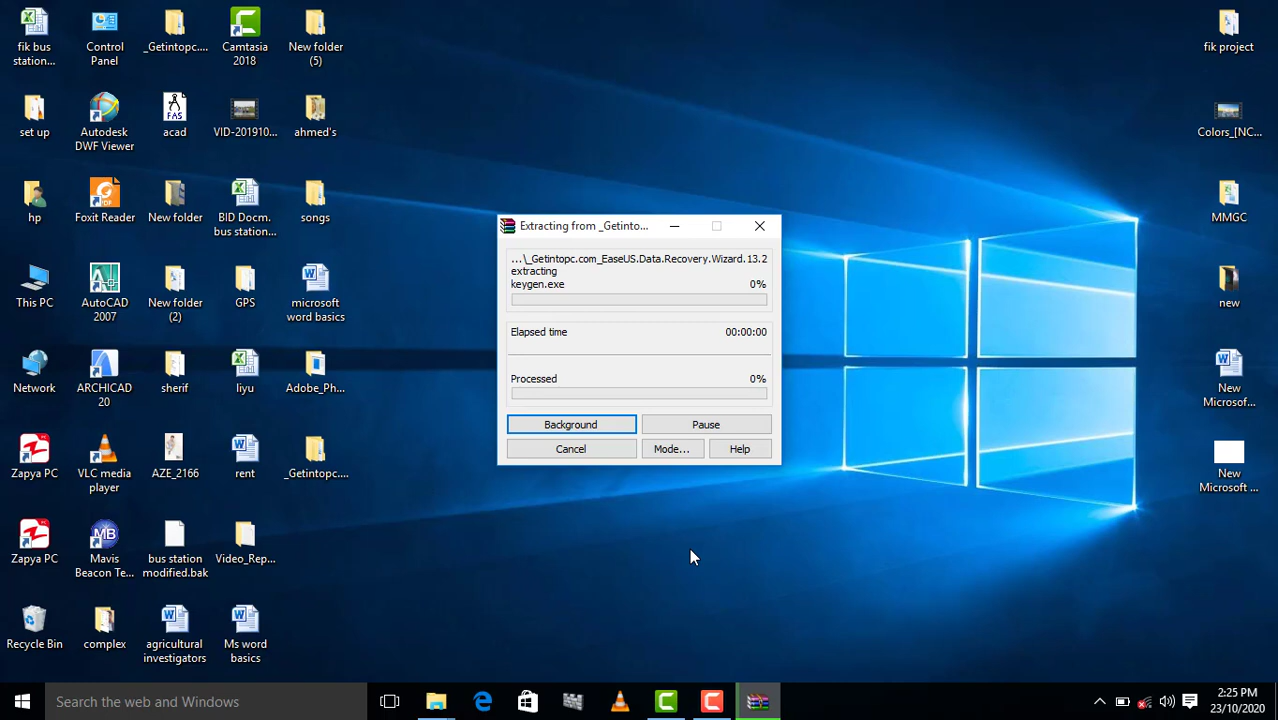 fik bus
station...
Control
Panel
_Getintopc....
Camtasia
2018
New folder
(5)
fik project
set up
Autodesk
DWF Viewer
FAS
acad
VID-201910...
ahmed's
Colors_[NC...
hp
Foxit Reader
New folder
BID Docm.
bus station...
songs
MMGC
This PC
AutoCAD
2007
New folder
(2)
GPS
microsoft
word basics
new
Network
ARCHICAD
20
sherif
liyu
Adobe_Ph...
New
Microsof...
Zapya PC
VLC media
player
AZE_2166
rent
_Getintopc....
New
Microsoft ...
Zapya PC
MB
Mavis
Beacon Te...
bus station
modified.bak
Video_Rep...
Recycle Bin
complex
agricultural
investigators
Ms word
basics
Extracting from _Getinto...
...\_Getintopc.com_EaseUS.Data.Recovery.Wizard.13.2
extracting
keygen.exe 0%
Elapsed time 00:00:00
Processed 0%
Background Pause
Cancel Mode... Help
Search the web and Windows
2:25 PM
23/10/2020